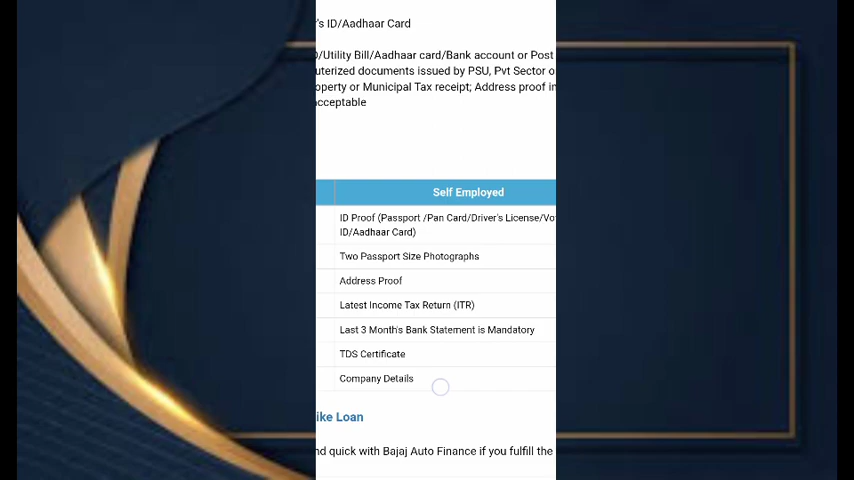 's ID/Aadhaar Card
/Utility Bill/Aadhaar card/Bank account or Post
uterized documents issued by PSU, Pvt Sector o
operty or Municipal Tax receipt; Address proof in
acceptable
Self Employed
ID Proof (Passport /Pan Card/Driver's License/Vo
ID/Aadhaar Card)
Two Passport Size Photographs
Address Proof
Latest Income Tax Return (ITR)
Last 3 Month's Bank Statement is Mandatory
TDS Certificate
Company Details
ike Loan
nd quick with Bajaj Auto Finance if you fulfill the